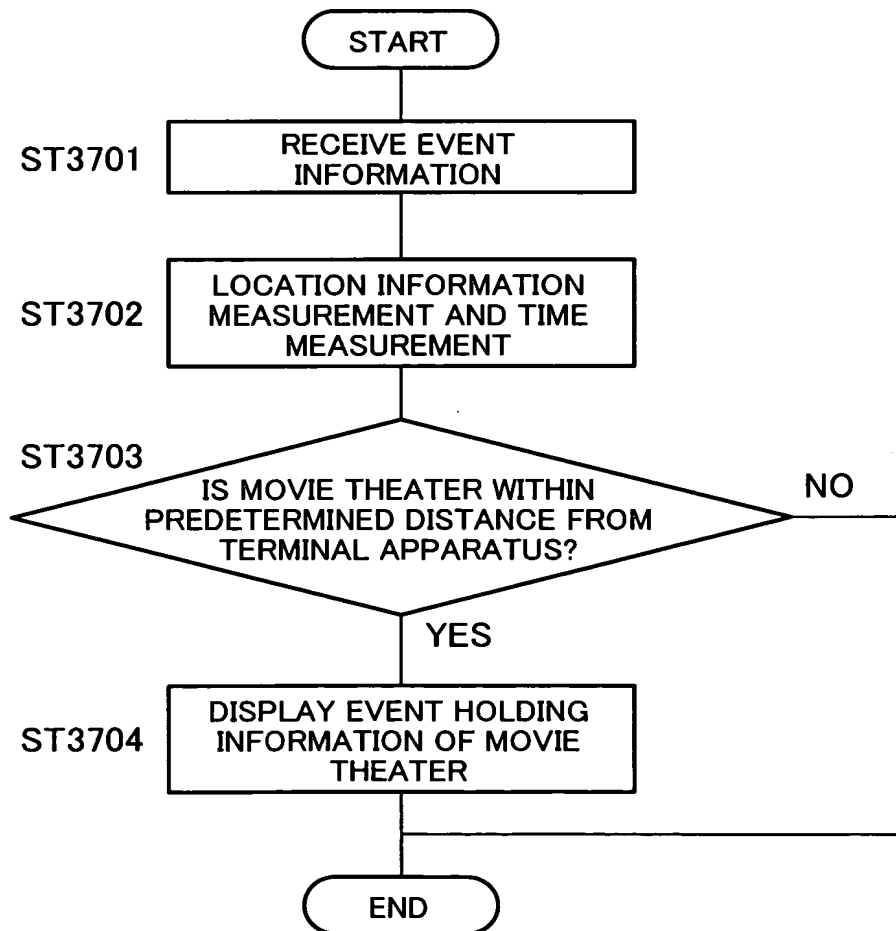 START
ST3701
RECEIVE EVENT
INFORMATION
ST3702
LOCATION INFORMATION
MEASUREMENT AND TIME
MEASUREMENT
ST3703
IS MOVIE THEATER WITHIN
PREDETERMINED DISTANCE FROM
TERMINAL APPARATUS?
NO
YES
ST3704
DISPLAY EVENT HOLDING
INFORMATION OF MOVIE
THEATER
END